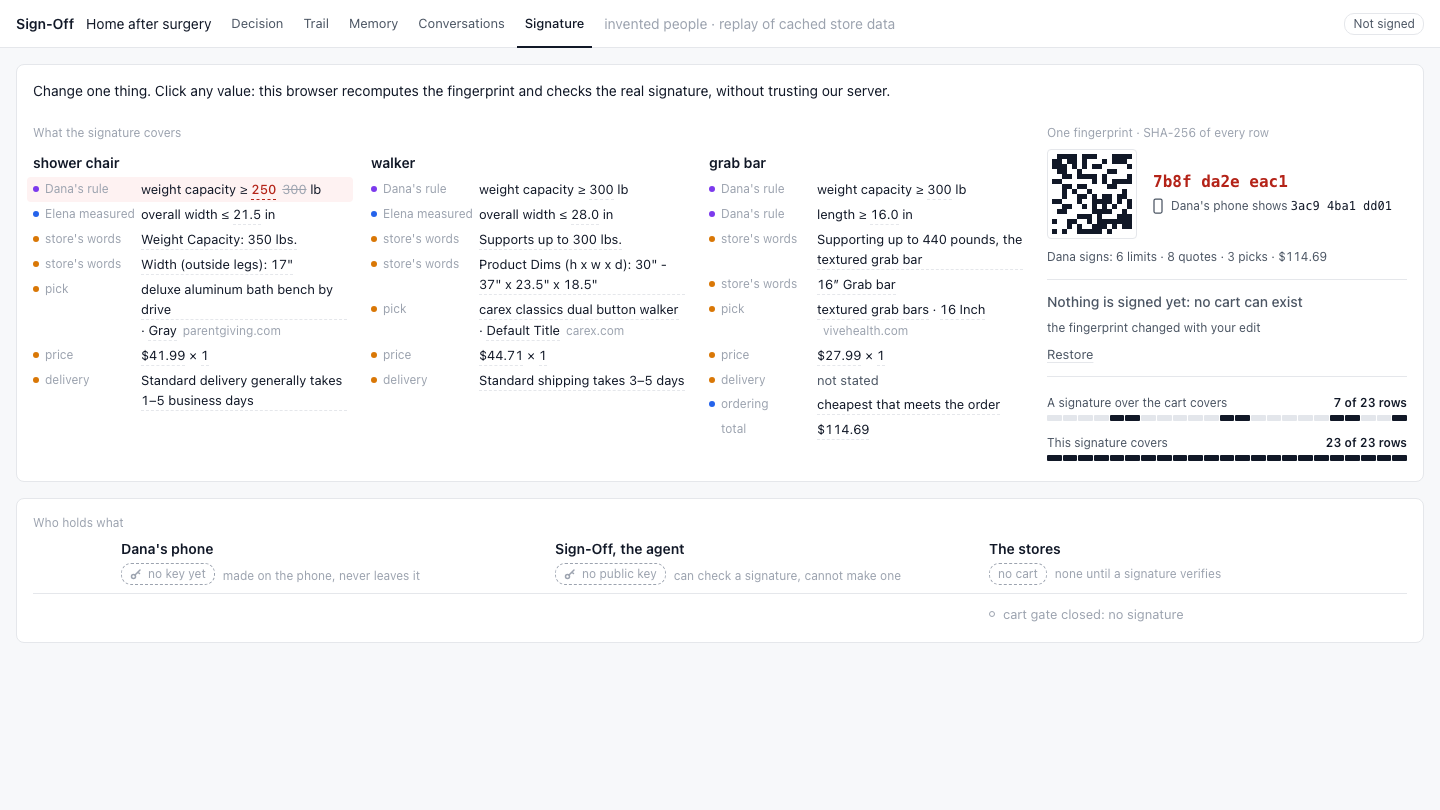 Sign-Off Home after surgery Decision Trail Memory Conversations Signature invented people · replay of cached store data Not signed
Change one thing. Click any value: this browser recomputes the fingerprint and checks the real signature, without trusting our server.
What the signature covers
shower chair
Dana's rule weight capacity ≥ 250 300 lb
Elena measured overall width ≤ 21.5 in
store's words Weight Capacity: 350 lbs.
store's words Width (outside legs): 17"
pick deluxe aluminum bath bench by
drive
· Gray parentgiving.com
price $41.99 × 1
delivery Standard delivery generally takes
1–5 business days
walker
Dana's rule weight capacity ≥ 300 lb
Elena measured overall width ≤ 28.0 in
store's words Supports up to 300 lbs.
store's words Product Dims (h x w x d): 30" -
37" x 23.5" x 18.5"
pick carex classics dual button walker
· Default Title carex.com
price $44.71 × 1
delivery Standard shipping takes 3–5 days
grab bar
Dana's rule weight capacity ≥ 300 lb
Dana's rule length ≥ 16.0 in
store's words Supporting up to 440 pounds, the
textured grab bar
store's words 16″ Grab bar
pick textured grab bars · 16 Inch
vivehealth.com
price $27.99 × 1
delivery not stated
ordering cheapest that meets the order
total $114.69
One fingerprint · SHA-256 of every row
7b8f da2e eac1
Dana's phone shows 3ac9 4ba1 dd01
Dana signs: 6 limits · 8 quotes · 3 picks · $114.69
Nothing is signed yet: no cart can exist
the fingerprint changed with your edit
Restore
A signature over the cart covers 7 of 23 rows
This signature covers 23 of 23 rows
Who holds what
Dana's phone
no key yet made on the phone, never leaves it
Sign-Off, the agent
no public key can check a signature, cannot make one
The stores
no cart none until a signature verifies
cart gate closed: no signature